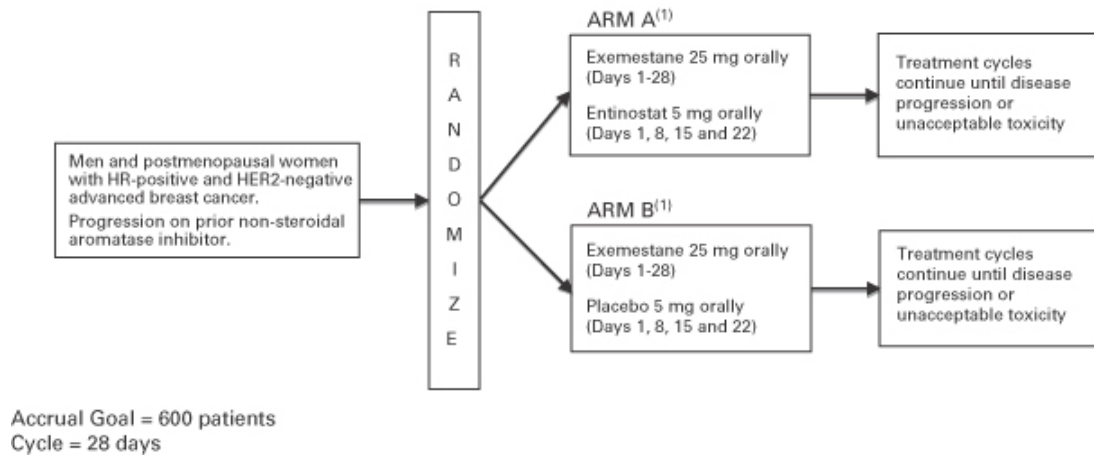 Men and postmenopausal women
with HR-positive and HER2-negative
advanced breast cancer.
Progression on prior non-steroidal
aromatase inhibitor.
R
A
N
D
O
M
I
Z
E
ARM A(1)
Exemestane 25 mg orally
(Days 1-28)
Entinostat 5 mg orally
(Days 1, 8, 15 and 22)
Treatment cycles
continue until disease
progression or
unacceptable toxicity
ARM B(1)
Exemestane 25 mg orally
(Days 1-28)
Placebo 5 mg orally
(Days 1, 8, 15 and 22)
Treatment cycles
continue until disease
progression or
unacceptable toxicity
Accrual Goal = 600 patients
Cycle = 28 days